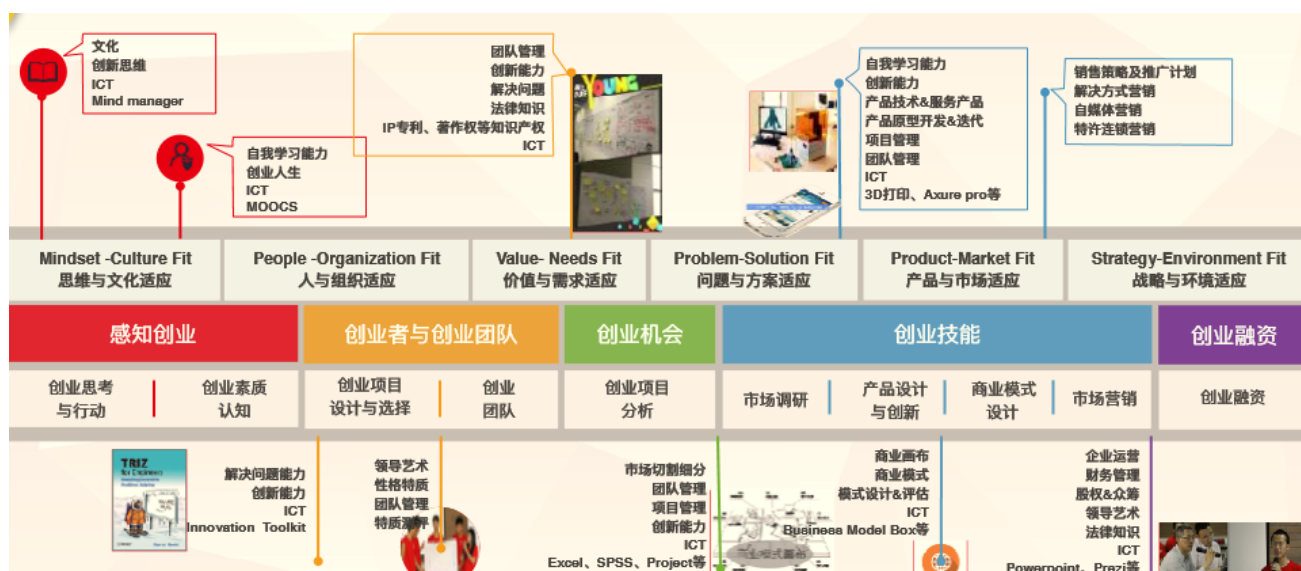 文化
创新思维
ICT
Mind manager
自我学习能力
创业人生
ICT
MOOCS
团队管理
创新能力
解决问题
法律知识
IP专利、著作权等知识产权
ICT
YOUNG
自我学习能力
创新能力
产品技术&服务产品
产品原型开发&迭代
项目管理
团队管理
ICT
3D打印、Axure pro等
销售策略及推广计划
解决方式营销
自媒体营销
特许连锁营销
Mindset -Culture Fit
思维与文化适应
People -Organization Fit
人与组织适应
Value- Needs Fit
价值与需求适应
Problem-Solution Fit
问题与方案适应
Product-Market Fit
产品与市场适应
Strategy-Environment Fit
战略与环境适应
感知创业
创业者与创业团队
创业机会
创业技能
创业融资
创业思考
与行动
创业素质
认知
创业项目
设计与选择
创业
团队
创业项
分析
市场调研
产品设计
与创新
商业模式
设计
市场营销
创业融资
TRIZ
for Engineers
解决问题能力
创新能力
ICT
Innovation Toolkit
领导艺术
性格特质
团队管理
特质测评
市场切割细分
团队管理
项目管理
创新能力
ICT
Excel、SPSS、Project等
商业画布
商业模式
模式设计&评估
ICT
Business Model Box等
企业运营
财务管理
股权&众筹
领导艺术
法律知识
ICT
Powerpoint、Prezi等